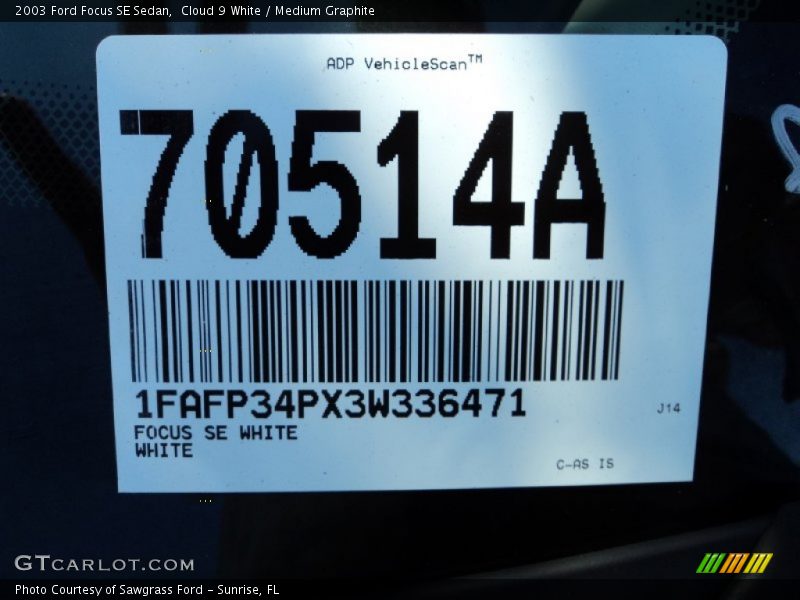 2003 Ford Focus SE Sedan,  Cloud 9 White / Medium Graphite
ADP VehicleScan™
70514A
1FAFP34PX3W336471
J14
FOCUS SE WHITE
WHITE
C-AS IS
GTCARLOT.COM
Photo Courtesy of Sawgrass Ford - Sunrise, FL